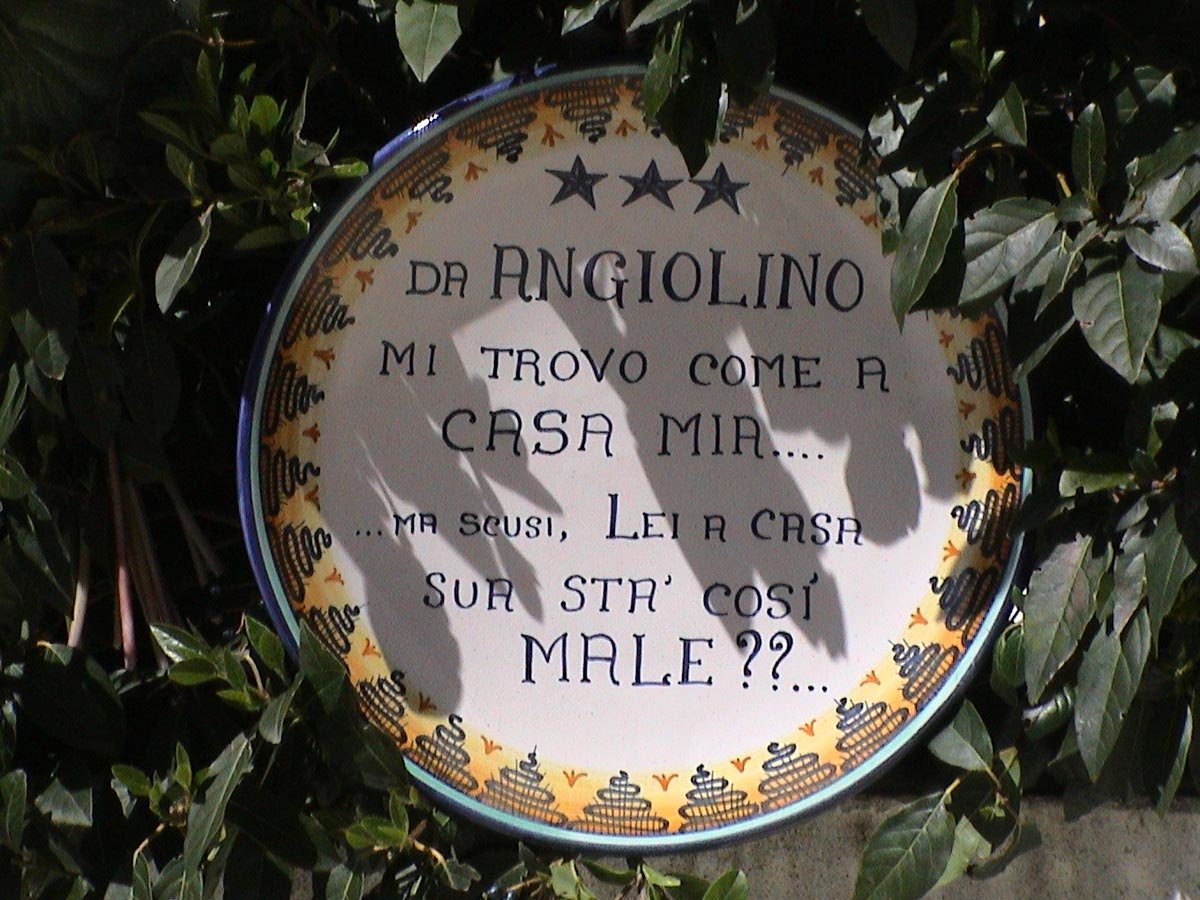 DA ANGIOLINO
MI TROVO COME A
CASA MIA....
...MA SCUSI, LEI A CASA
SUA STA' COSÍ
MALE??...